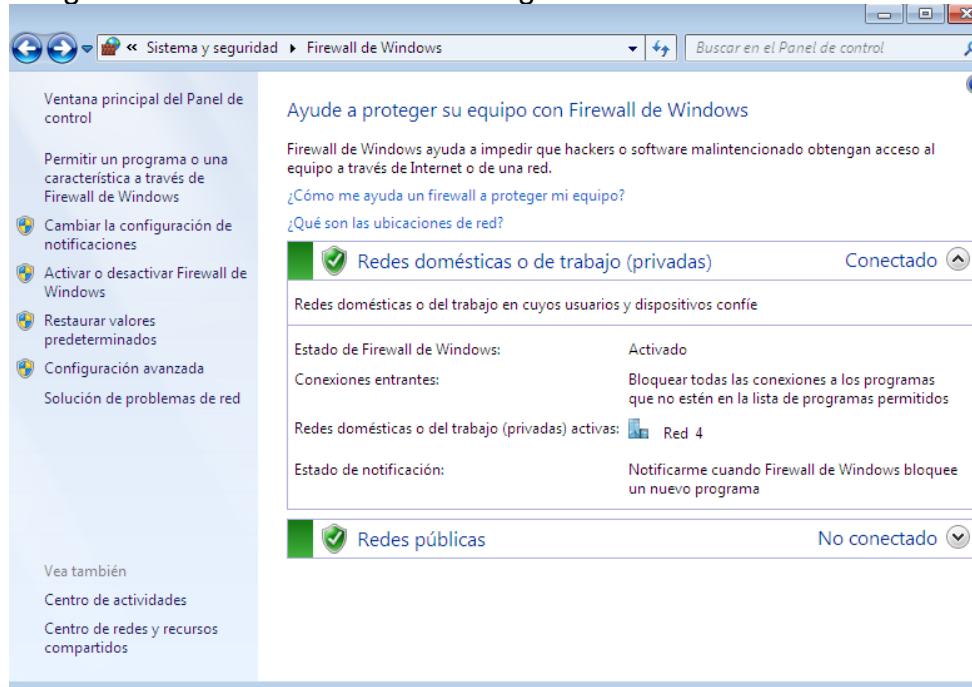 « Sistema y seguridad ▸ Firewall de Windows
Buscar en el Panel de control
Ventana principal del Panel de
control
Permitir un programa o una
característica a través de
Firewall de Windows
Cambiar la configuración de
notificaciones
Activar o desactivar Firewall de
Windows
Restaurar valores
predeterminados
Configuración avanzada
Solución de problemas de red
Vea también
Centro de actividades
Centro de redes y recursos
compartidos
Ayude a proteger su equipo con Firewall de Windows
Firewall de Windows ayuda a impedir que hackers o software malintencionado obtengan acceso al
equipo a través de Internet o de una red.
¿Cómo me ayuda un firewall a proteger mi equipo?
¿Qué son las ubicaciones de red?
Redes domésticas o de trabajo (privadas) Conectado
Redes domésticas o del trabajo en cuyos usuarios y dispositivos confíe
Estado de Firewall de Windows: Activado
Conexiones entrantes: Bloquear todas las conexiones a los programas
que no estén en la lista de programas permitidos
Redes domésticas o del trabajo (privadas) activas: Red 4
Estado de notificación: Notificarme cuando Firewall de Windows bloquee
un nuevo programa
Redes públicas No conectado